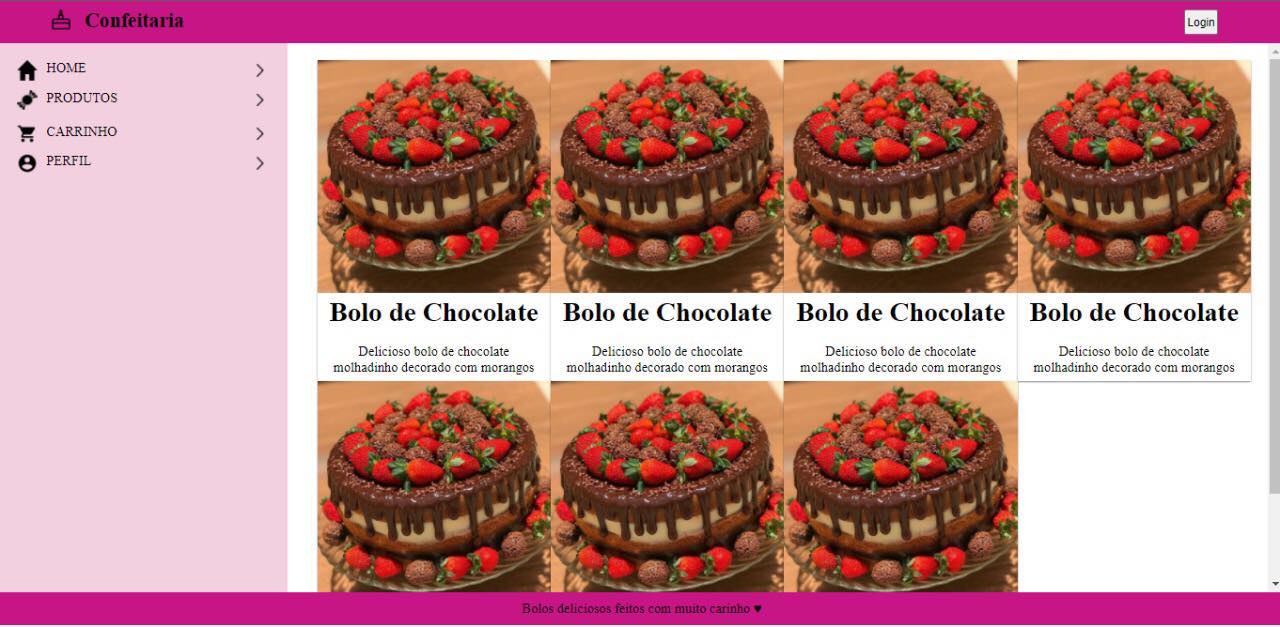 Confeitaria
Login
HOME
PRODUTOS
CARRINHO
PERFIL
Bolo de Chocolate
Delicioso bolo de chocolate
molhadinho decorado com morangos
Bolo de Chocolate
Delicioso bolo de chocolate
molhadinho decorado com morangos
Bolo de Chocolate
Delicioso bolo de chocolate
molhadinho decorado com morangos
Bolo de Chocolate
Delicioso bolo de chocolate
molhadinho decorado com morangos
Bolos deliciosos feitos com muito carinho ♥